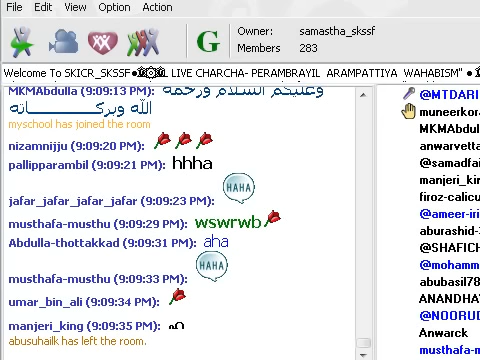 File Edit View Option Action
G Owner: samastha_skssf
Members 283
Welcome To SKICR_SKSSF LIVE CHARCHA- PERAMBRAYIL ARAMPATTIYA WAHABISM"
MKMAbdulla (9:09:13 PM): وعليكم السلام ورحمة
الله وبركـــــــاته
myschool has joined the room
nizamnijju (9:09:20 PM):
pallipparambil (9:09:21 PM): hhha
jafar_jafar_jafar_jafar (9:09:23 PM): HAHA
musthafa-musthu (9:09:29 PM): wswrwb
Abdulla-thottakkad (9:09:31 PM): aha
musthafa-musthu (9:09:33 PM): HAHA
umar_bin_ali (9:09:34 PM):
manjeri_king (9:09:35 PM):
abusuhailk has left the room.
@MTDARI
muneerkora
MKMAbdul
anwarvetta
@samadfai
manjeri_kin
firoz-calicu
@ameer-iri
aburashid-3
@SHAFICH
@mohamm
abubasil78
ANANDHA
@NOORUD
Anwarck
musthafa-m